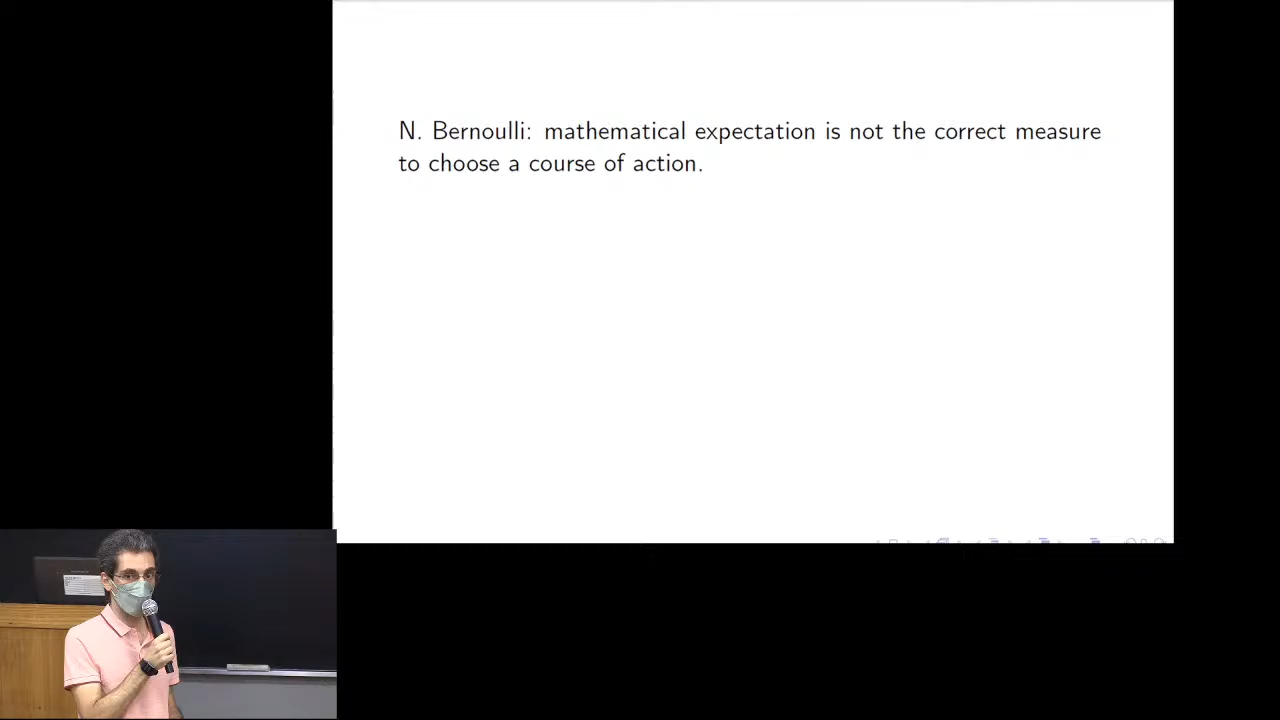 N. Bernoulli: mathematical expectation is not the correct measure
to choose a course of action.